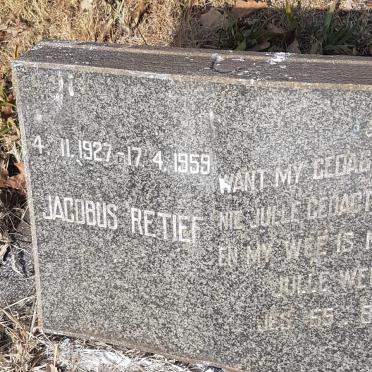 4. 11. 1927 - 17. 4. 1959
JACOBUS RETIEF
WANT MY GEDAG
NIE JULLE GEDAGT
EN MY WEË IS N
JULLE WE
JES 55 8